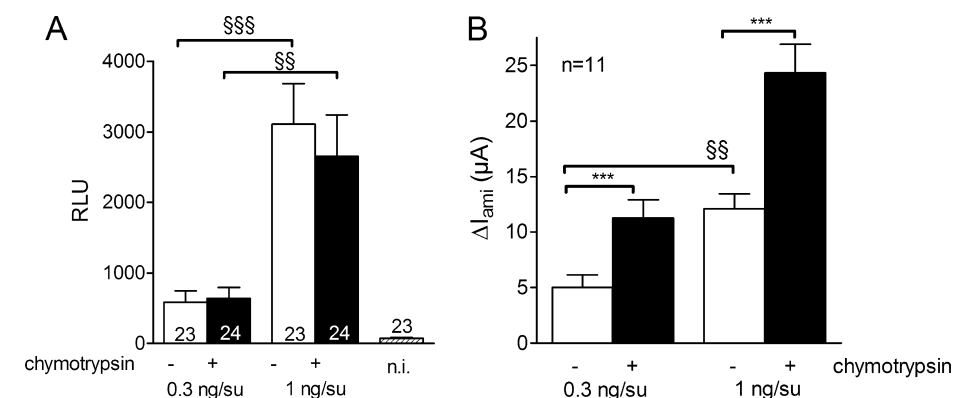 A
§§§
§§
4000
3000
2000
1000
0
RLU
23 24 23 24 23
chymotrypsin - + - + n.i.
0.3 ng/su 1 ng/su
B
***
n=11
25
20
15
10
5
0
ΔIami (µA)
§§
***
- + - + chymotrypsin
0.3 ng/su 1 ng/su